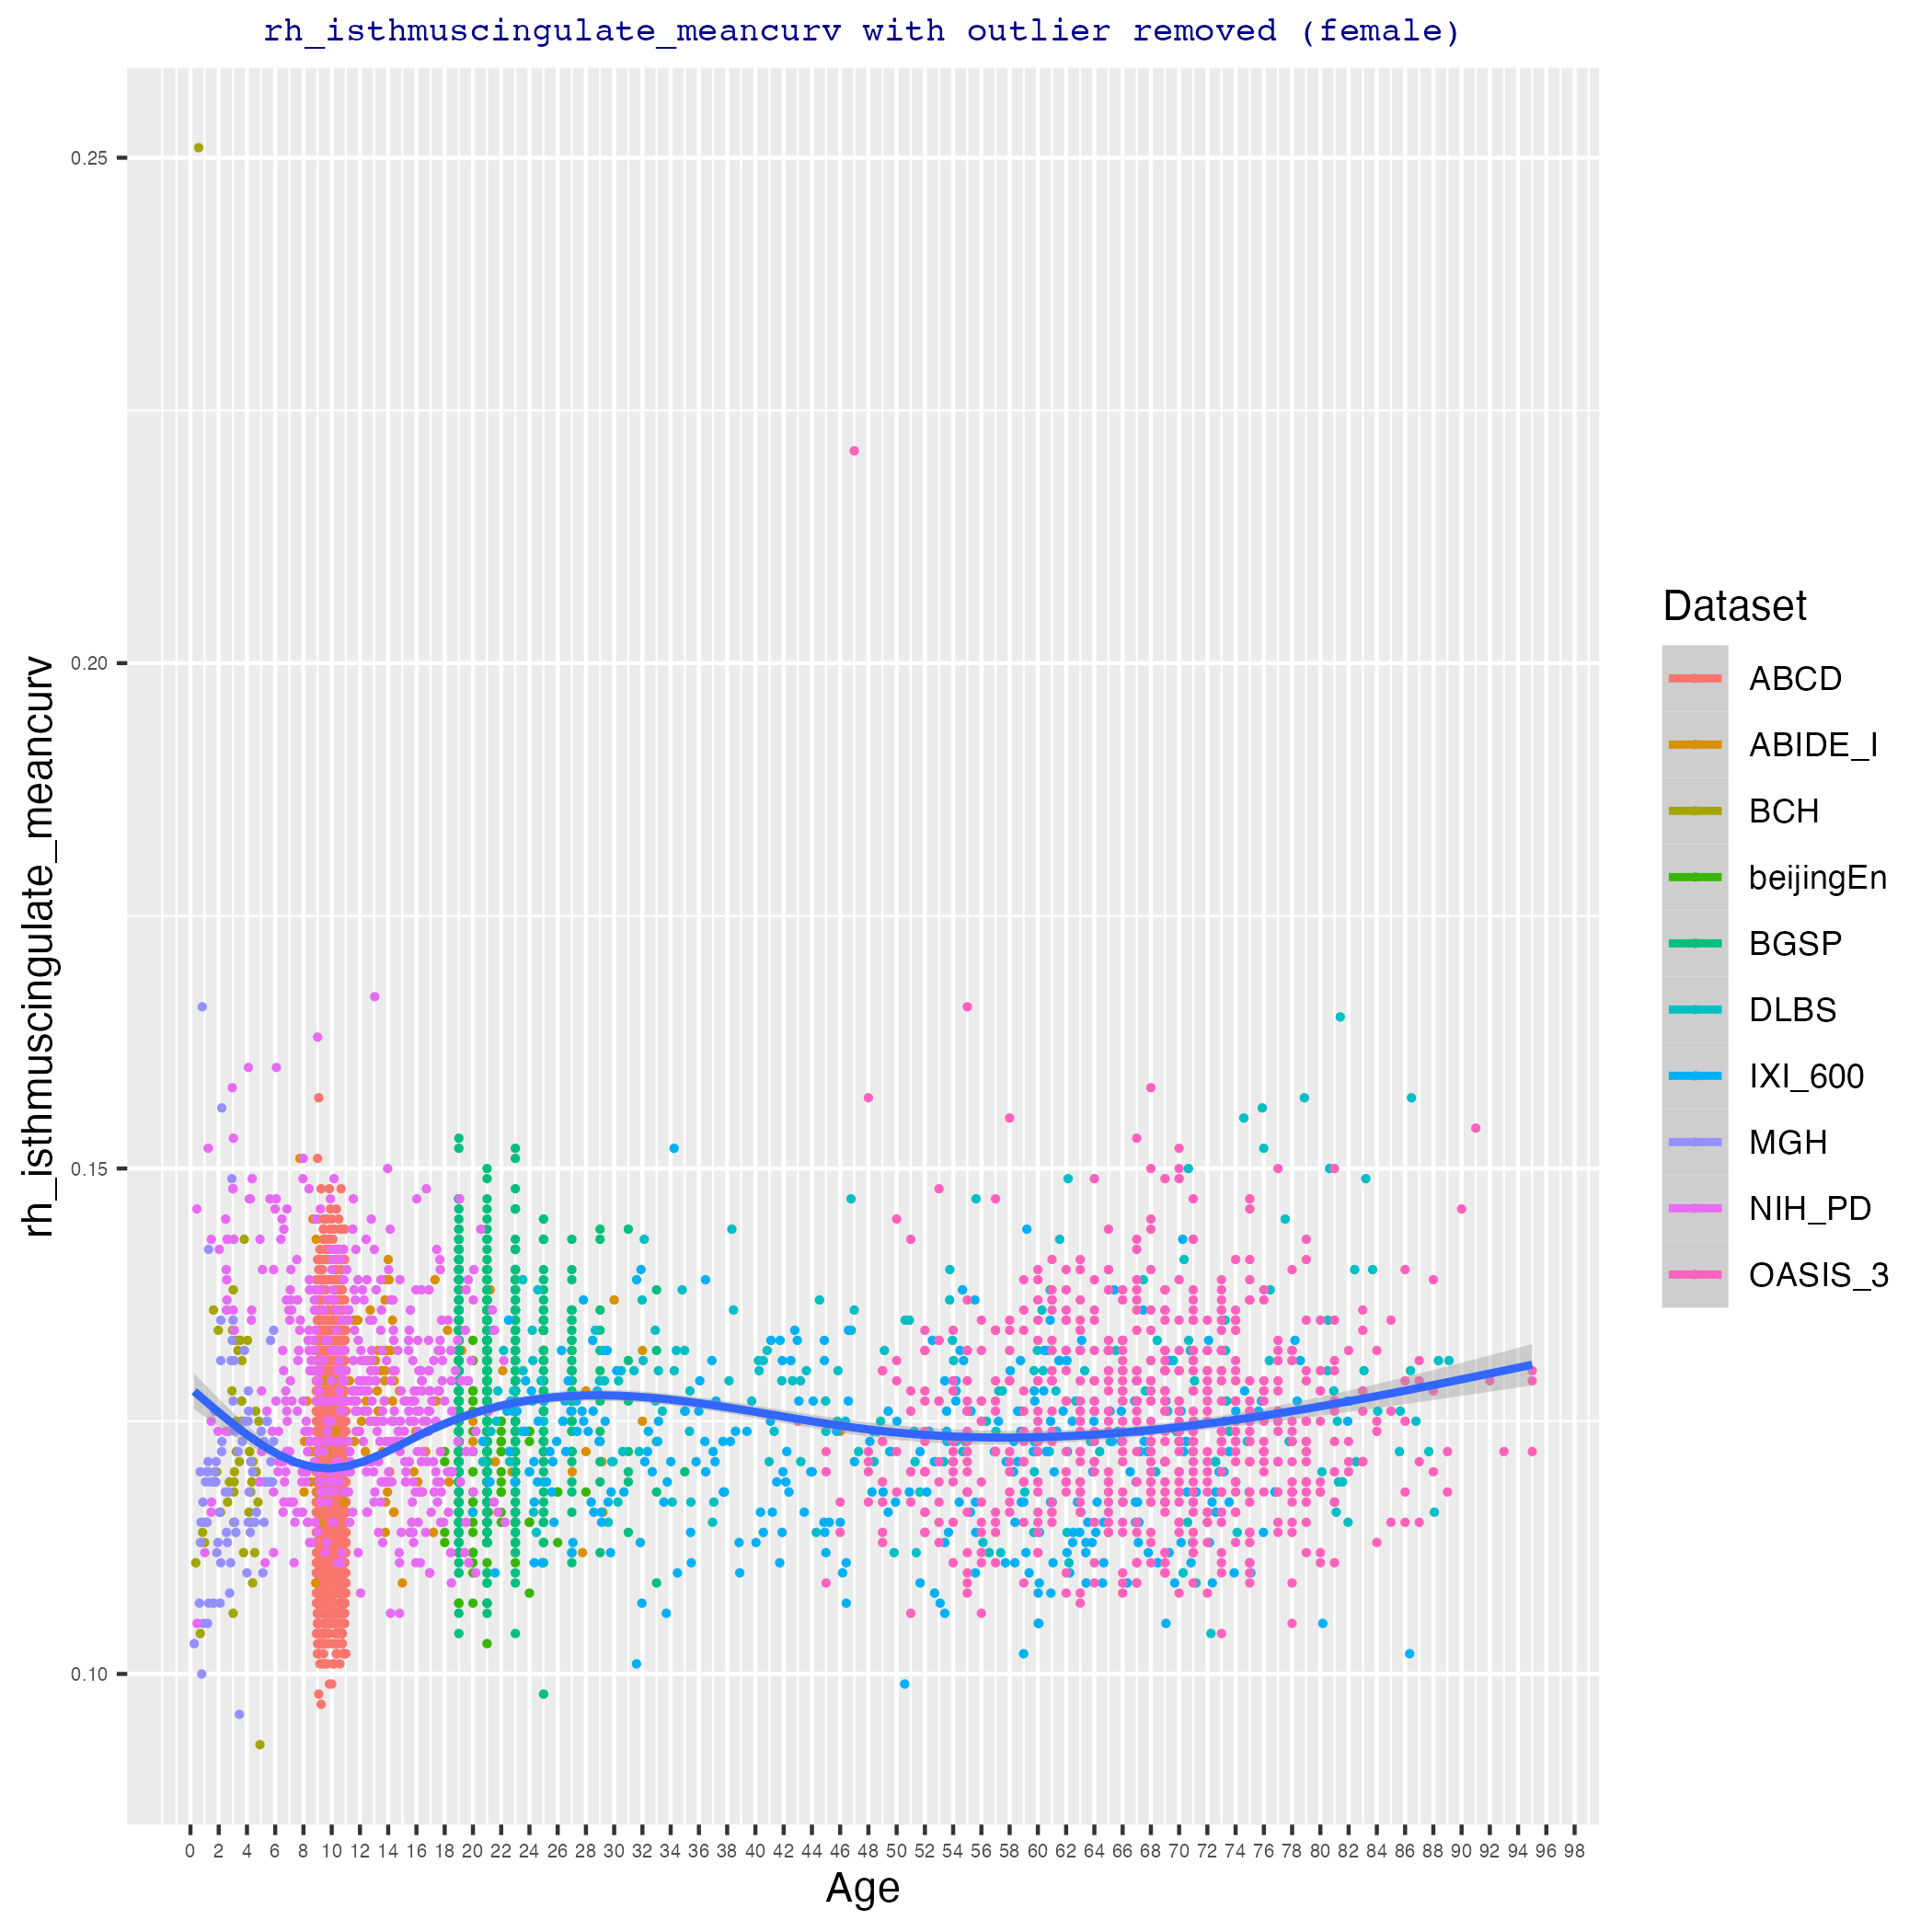 rh_isthmuscingulate_meancurv with outlier removed (female)
rh_isthmuscingulate_meancurv
0.25
0.20
0.15
0.10
0 2 4 6 8 10 12 14 16 18 20 22 24 26 28 30 32 34 36 38 40 42 44 46 48 50 52 54 56 58 60 62 64 66 68 70 72 74 76 78 80 82 84 86 88 90 92 94 96 98
Age
Dataset
ABCD
ABIDE_I
BCH
beijingEn
BGSP
DLBS
IXI_600
MGH
NIH_PD
OASIS_3